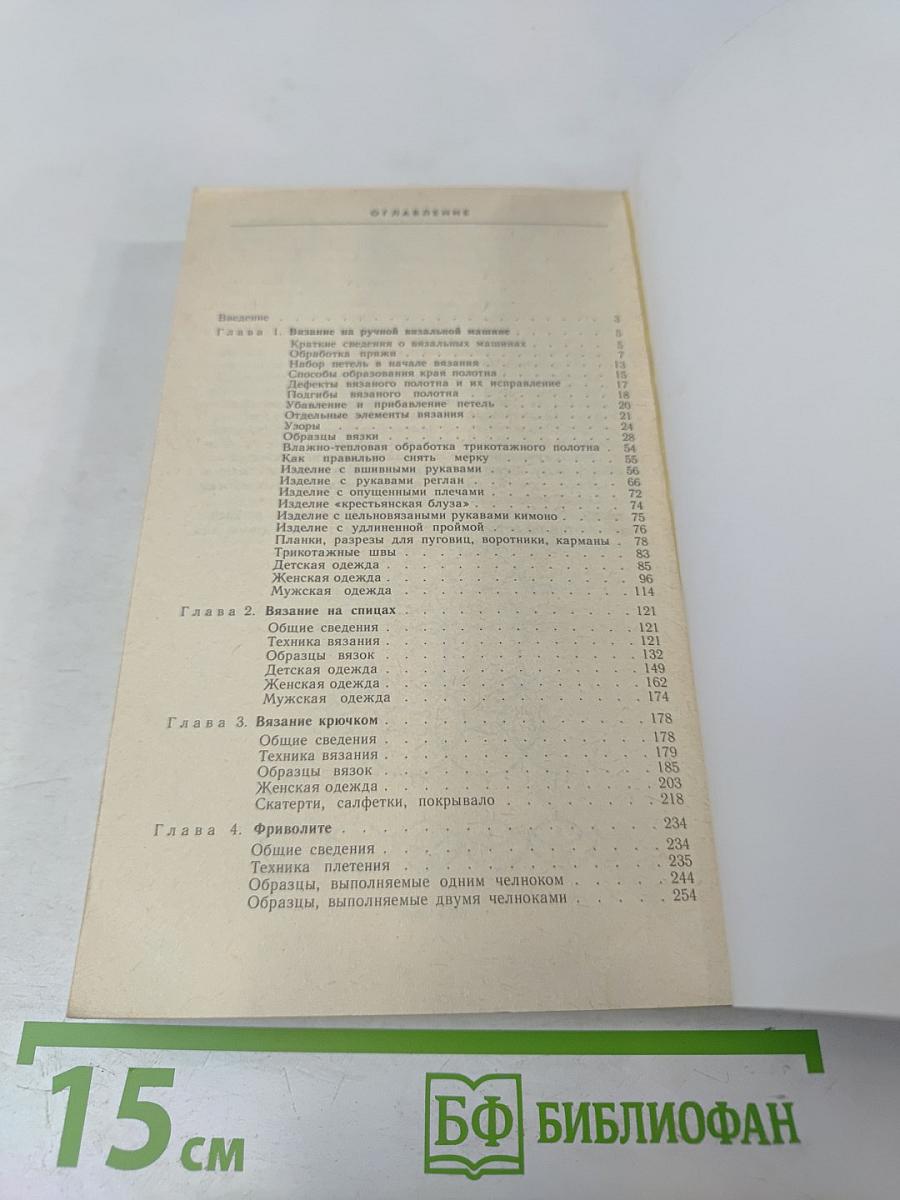 ОГЛАВЛЕНИЕ
Введение . . . . . . . . . . . . . . . . . . . . 3
Глава 1. Вязание на ручной вязальной машине . . . . . . 5
Краткие сведения о вязальных машинах . . . . . 5
Обработка пряжи . . . . . . . . . . . . . . 7
Набор петель в начале вязания . . . . . . . . 13
Способы образования края полотна . . . . . . . 15
Дефекты вязаного полотна и их исправление . . . 17
Подгибы вязаного полотна . . . . . . . . . . 18
Убавление и прибавление петель . . . . . . . 20
Отдельные элементы вязания . . . . . . . . . 21
Узоры . . . . . . . . . . . . . . . . . 24
Образцы вязки . . . . . . . . . . . . . . 28
Влажно-тепловая обработка трикотажного полотна . 54
Как правильно снять мерку . . . . . . . . 55
Изделие с вшивными рукавами . . . . . . . . 56
Изделие с рукавами реглан . . . . . . . . . 66
Изделие с опущенными плечами . . . . . . . . 72
Изделие «крестьянская блуза» . . . . . . . . . 74
Изделие с цельновязаными рукавами кимоно . . . . 75
Изделие с удлиненной проймой . . . . . . . . 76
Планки, разрезы для пуговиц, воротники, карманы . 78
Трикотажные швы . . . . . . . . . . . . . 83
Детская одежда . . . . . . . . . . . . . . 85
Женская одежда . . . . . . . . . . . . . . 96
Мужская одежда . . . . . . . . . . . . . 114
Глава 2. Вязание на спицах . . . . . . . . . . . . . 121
Общие сведения . . . . . . . . . . . . . . 121
Техника вязания . . . . . . . . . . . . . . 121
Образцы вязок . . . . . . . . . . . . . . 132
Детская одежда . . . . . . . . . . . . . . 149
Женская одежда . . . . . . . . . . . . . . 162
Мужская одежда . . . . . . . . . . . . . 174
Глава 3. Вязание крючком . . . . . . . . . . . . . . 178
Общие сведения . . . . . . . . . . . . . . 178
Техника вязания . . . . . . . . . . . . . . 179
Образцы вязок . . . . . . . . . . . . . . 185
Женская одежда . . . . . . . . . . . . . . 203
Скатерти, салфетки, покрывало . . . . . . . . 218
Глава 4. Фриволите . . . . . . . . . . . . . . . . 234
Общие сведения . . . . . . . . . . . . . . 234
Техника плетения . . . . . . . . . . . . . 235
Образцы, выполняемые одним челноком . . . . . 244
Образцы, выполняемые двумя челноками . . . . . 254
15 см
БФ БИБЛИОФАН